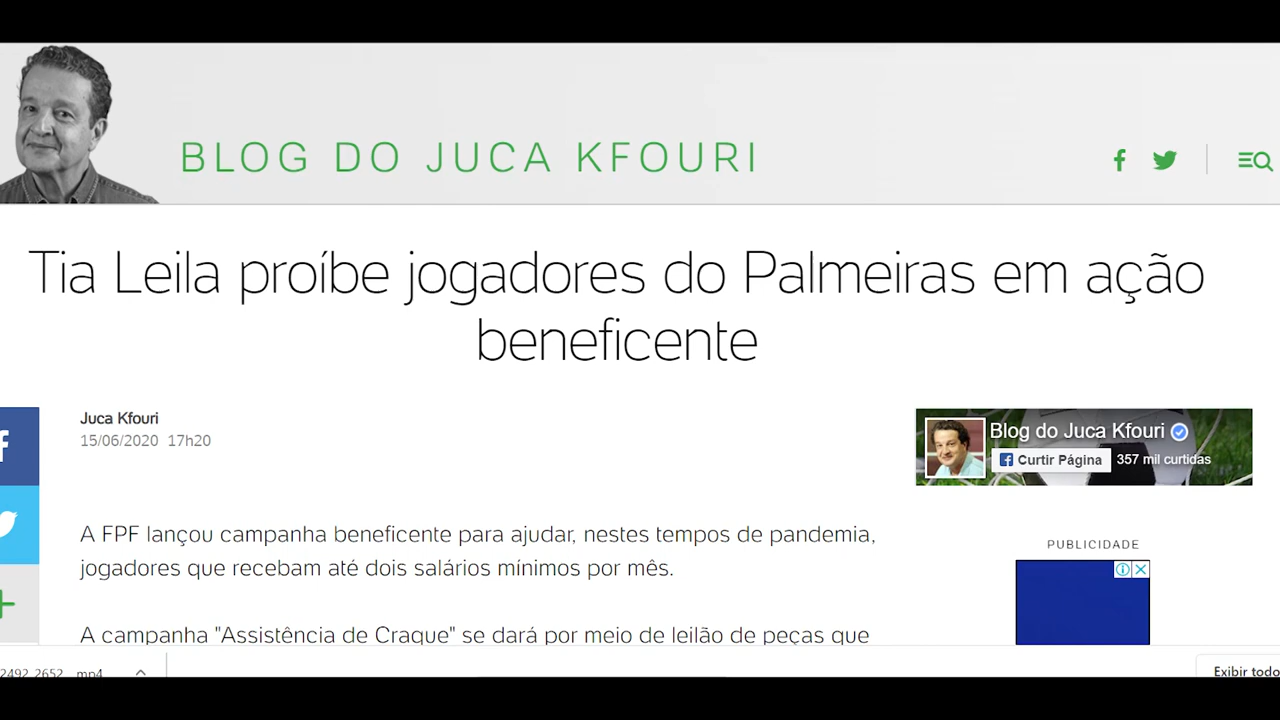 BLOG DO JUCA KFOURI
Tia Leila proíbe jogadores do Palmeiras em ação
beneficente
Juca Kfouri
15/06/2020 17h20
Blog do Juca Kfouri
Curtir Página 357 mil curtidas
A FPF lançou campanha beneficente para ajudar, nestes tempos de pandemia,
jogadores que recebam até dois salários mínimos por mês.
PUBLICIDADE
A campanha "Assistência de Craque" se dará por meio de leilão de peças que
2492_2652_.mp4
Exibir todo